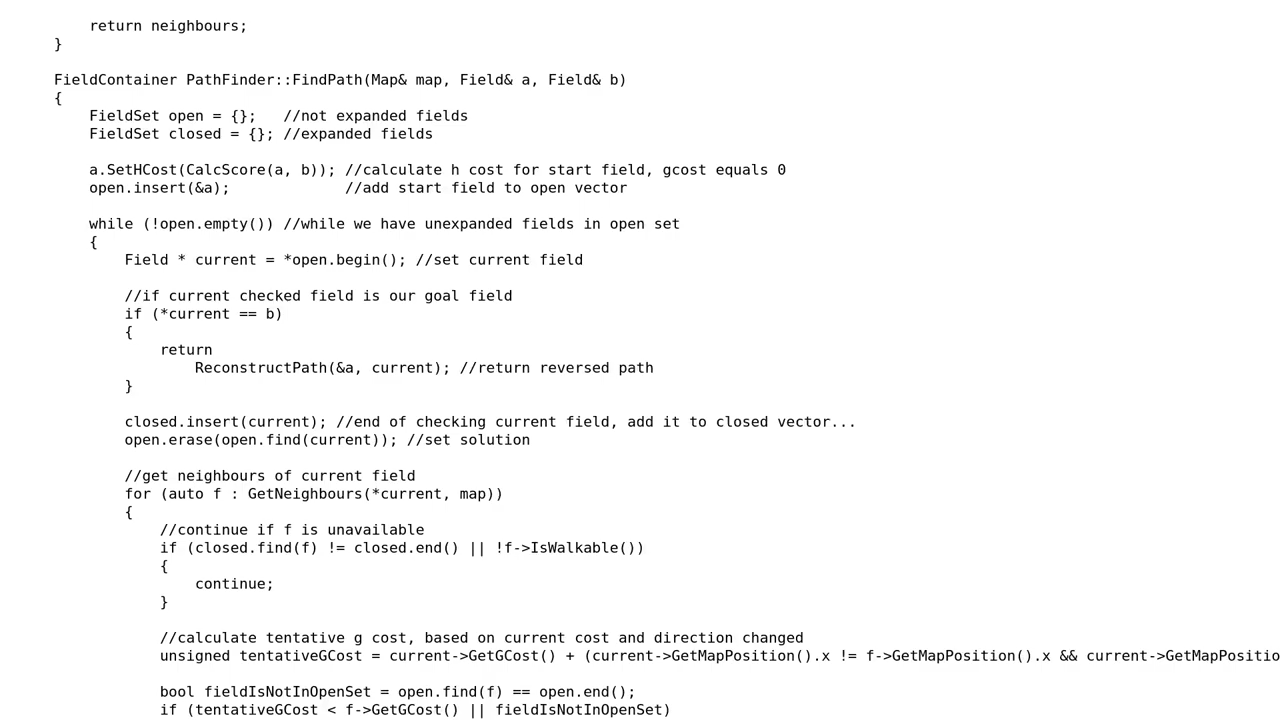 return neighbours;
}
FieldContainer PathFinder::FindPath(Map& map, Field& a, Field& b)
{
FieldSet open = {};   //not expanded fields
FieldSet closed = {}; //expanded fields
a.SetHCost(CalcScore(a, b)); //calculate h cost for start field, gcost equals 0
open.insert(&a);             //add start field to open vector
while (!open.empty()) //while we have unexpanded fields in open set
{
Field * current = *open.begin(); //set current field
//if current checked field is our goal field
if (*current == b)
{
return
ReconstructPath(&a, current); //return reversed path
}
closed.insert(current); //end of checking current field, add it to closed vector...
open.erase(open.find(current)); //set solution
//get neighbours of current field
for (auto f : GetNeighbours(*current, map))
{
//continue if f is unavailable
if (closed.find(f) != closed.end() || !f->IsWalkable())
{
continue;
}
//calculate tentative g cost, based on current cost and direction changed
unsigned tentativeGCost = current->GetGCost() + (current->GetMapPosition().x != f->GetMapPosition().x && current->GetMapPositio
bool fieldIsNotInOpenSet = open.find(f) == open.end();
if (tentativeGCost < f->GetGCost() || fieldIsNotInOpenSet)